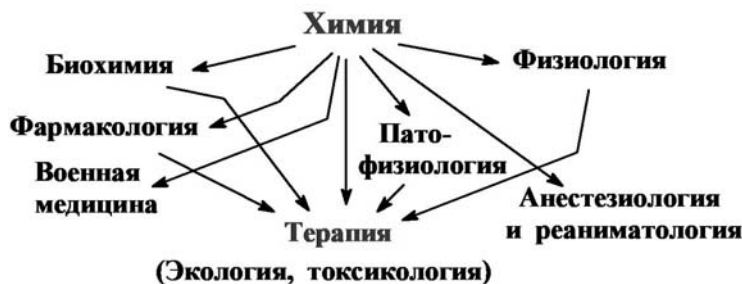 Химия
Биохимия
Физиология
Фармакология
Пато-
физиология
Военная
медицина
Анестезиология
и реаниматология
Терапия
(Экология, токсикология)